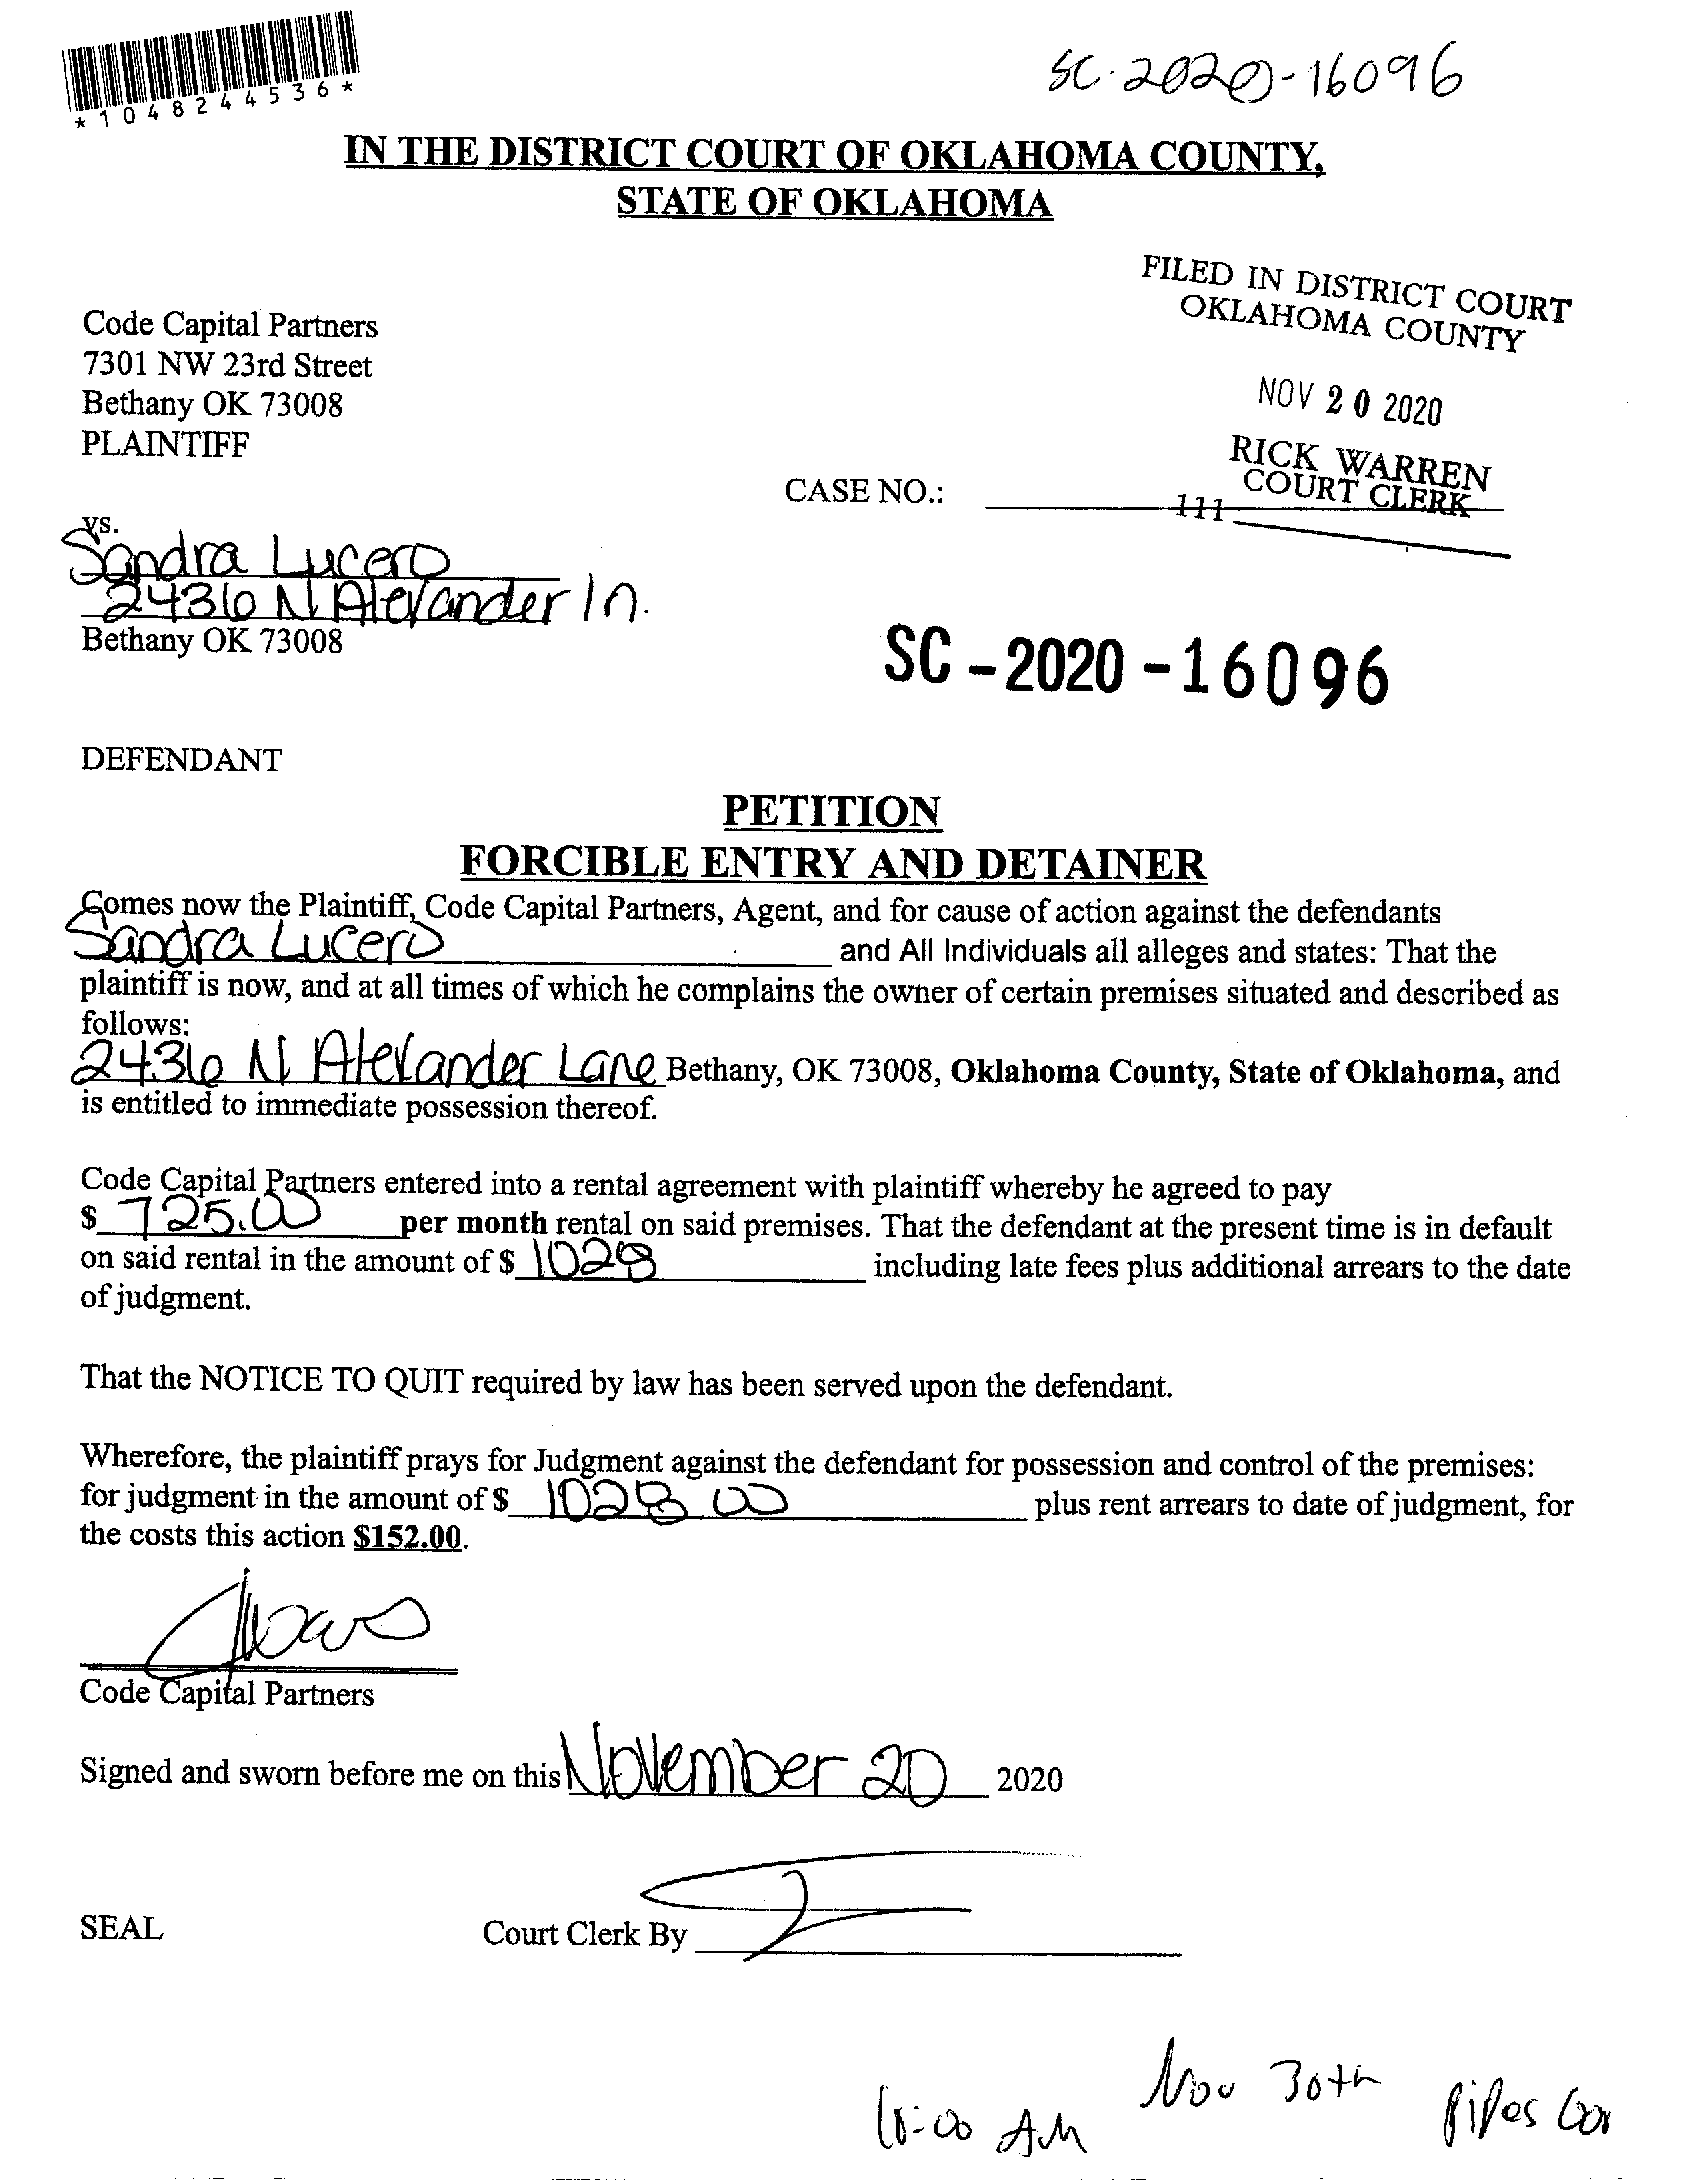 *1048244536*
SC-2020-16096
IN THE DISTRICT COURT OF OKLAHOMA COUNTY,
STATE OF OKLAHOMA
FILED IN DISTRICT COURT
OKLAHOMA COUNTY
Code Capital Partners
7301 NW 23rd Street
Bethany OK 73008
PLAINTIFF
NOV 20 2020
RICK WARREN
COURT CLERK
CASE NO.:
111
vs.
Sandra Lucero
2436 N Alexander ln.
Bethany OK 73008
SC-2020-16096
DEFENDANT
PETITION
FORCIBLE ENTRY AND DETAINER
Comes now the Plaintiff, Code Capital Partners, Agent, and for cause of action against the defendants
Sandra Lucero and All Individuals all alleges and states: That the
plaintiff is now, and at all times of which he complains the owner of certain premises situated and described as
follows:
2436 N Alexander Lane Bethany, OK 73008, Oklahoma County, State of Oklahoma, and
is entitled to immediate possession thereof.
Code Capital Partners entered into a rental agreement with plaintiff whereby he agreed to pay
$ 725.00 per month rental on said premises. That the defendant at the present time is in default
on said rental in the amount of $ 1028 including late fees plus additional arrears to the date
of judgment.
That the NOTICE TO QUIT required by law has been served upon the defendant.
Wherefore, the plaintiff prays for Judgment against the defendant for possession and control of the premises:
for judgment in the amount of $ 1028 00 plus rent arrears to date of judgment, for
the costs this action $152.00.
Code Capital Partners
Signed and sworn before me on this November 20 2020
SEAL
Court Clerk By
Nov 30th
:00 AM